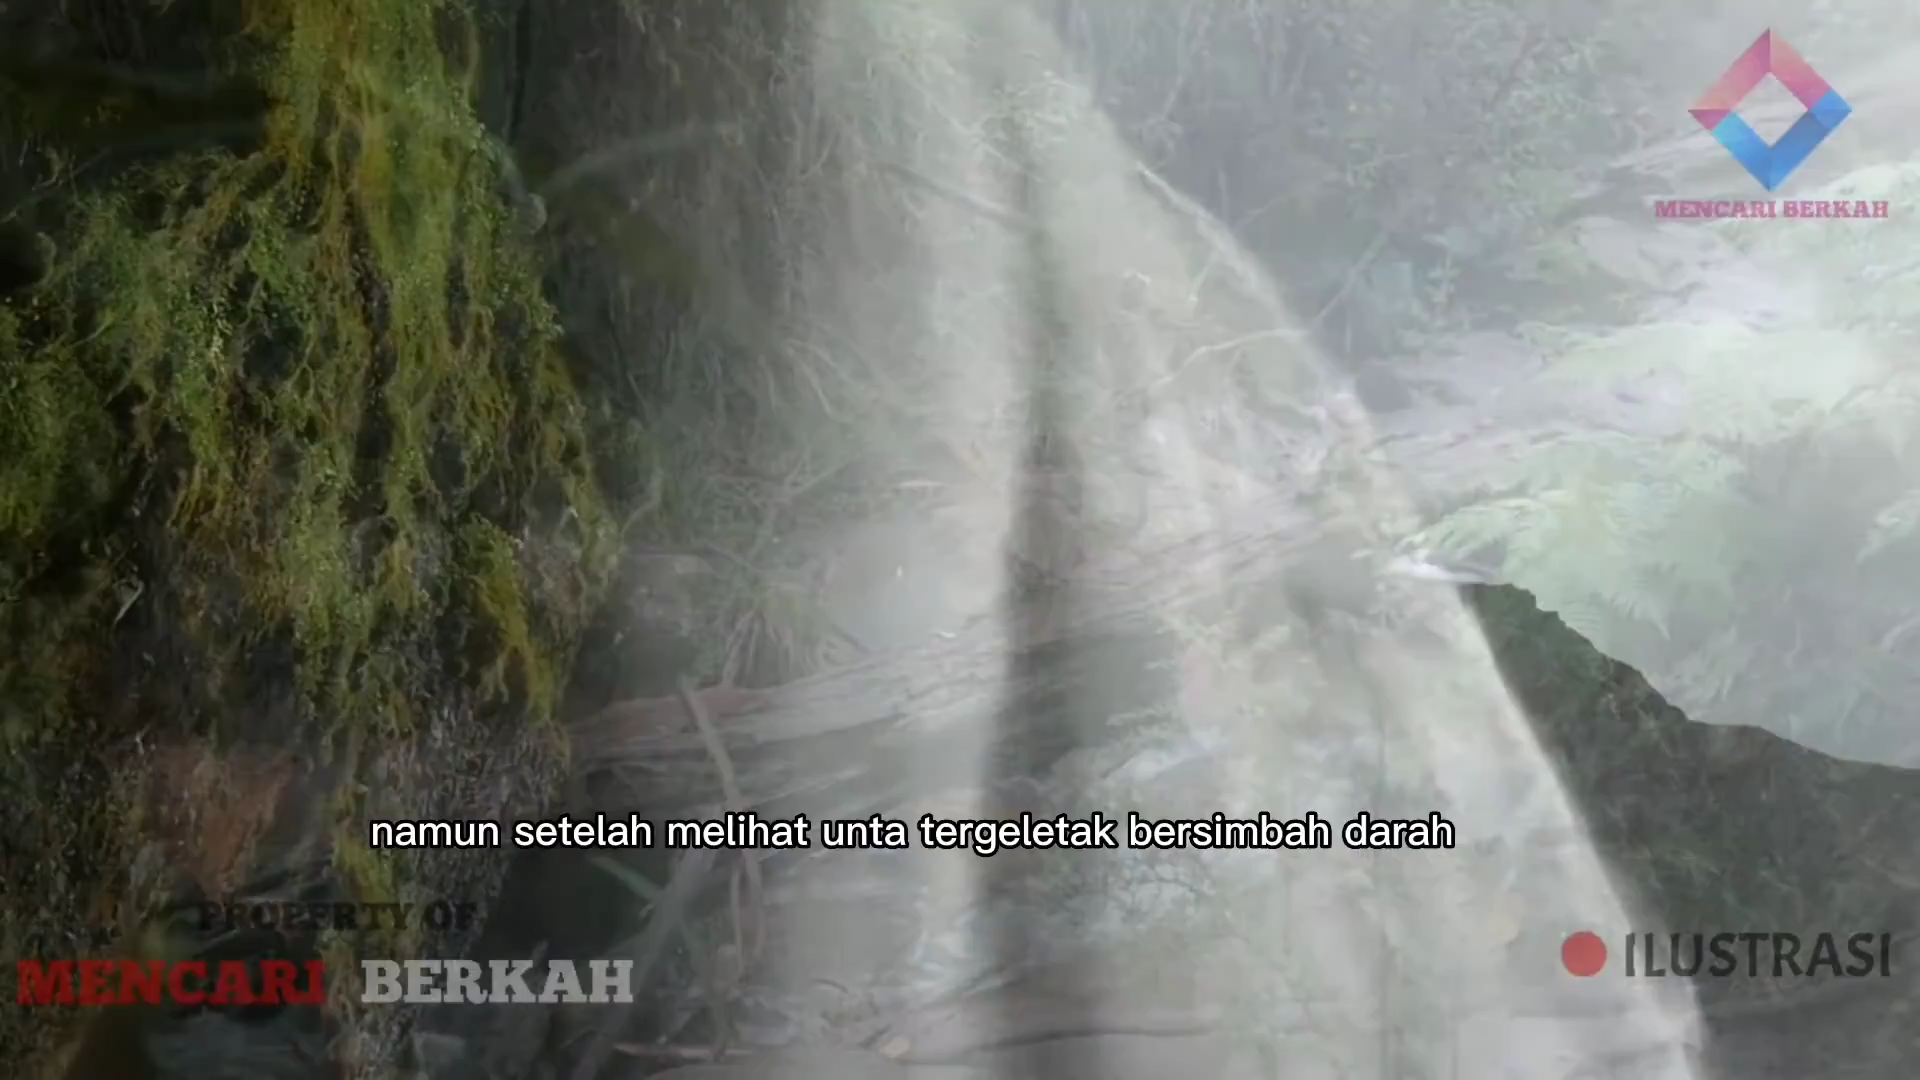 MENCARI BERKAH
namun setelah melihat unta tergeletak bersimbah darah
PROPERTY OF
MENCARI BERKAH
ILUSTRASI